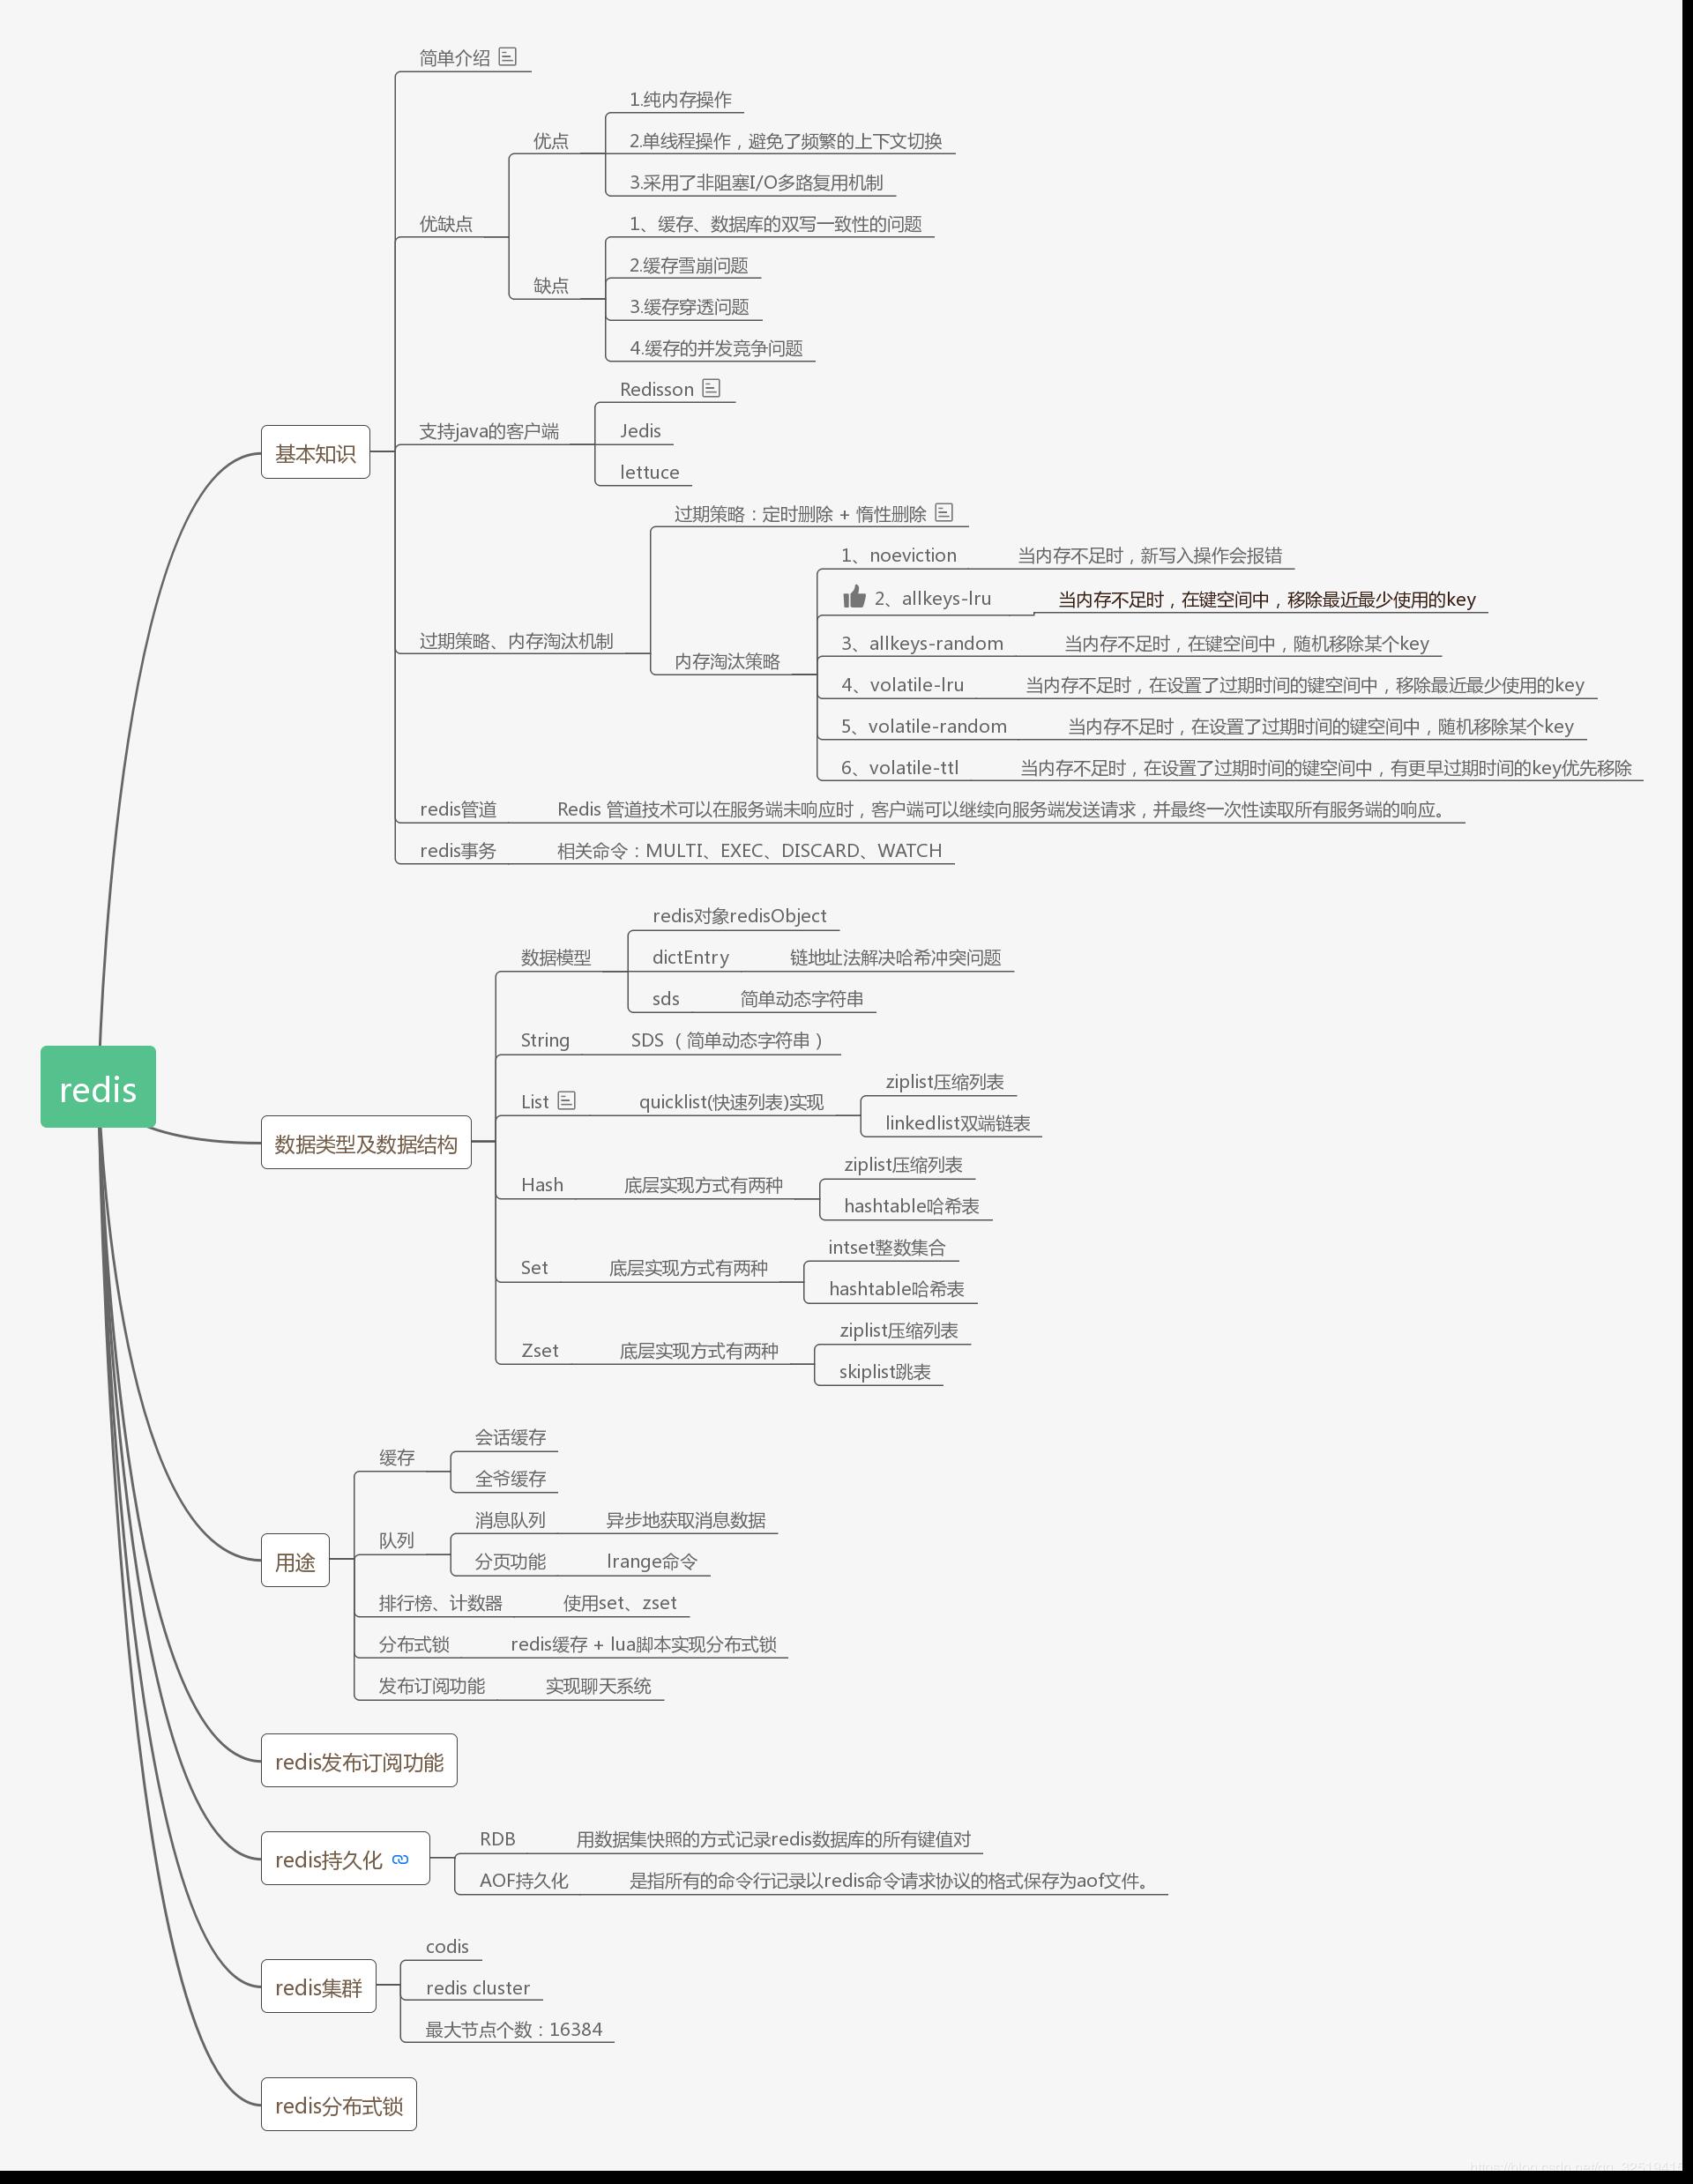 redis
基本知识
简单介绍
优缺点
优点
1.纯内存操作
2.单线程操作，避免了频繁的上下文切换
3.采用了非阻塞I/O多路复用机制
缺点
1、缓存、数据库的双写一致性的问题
2.缓存雪崩问题
3.缓存穿透问题
4.缓存的并发竞争问题
支持java的客户端
Redisson
Jedis
lettuce
过期策略、内存淘汰机制
过期策略：定时删除 + 惰性删除
内存淘汰策略
1、noeviction 当内存不足时，新写入操作会报错
2、allkeys-lru 当内存不足时，在键空间中，移除最近最少使用的key
3、allkeys-random 当内存不足时，在键空间中，随机移除某个key
4、volatile-lru 当内存不足时，在设置了过期时间的键空间中，移除最近最少使用的key
5、volatile-random 当内存不足时，在设置了过期时间的键空间中，随机移除某个key
6、volatile-ttl 当内存不足时，在设置了过期时间的键空间中，有更早过期时间的key优先移除
redis管道 Redis 管道技术可以在服务端未响应时，客户端可以继续向服务端发送请求，并最终一次性读取所有服务端的响应。
redis事务 相关命令：MULTI、EXEC、DISCARD、WATCH
数据类型及数据结构
数据模型
redis对象redisObject
dictEntry 链地址法解决哈希冲突问题
sds 简单动态字符串
String SDS （简单动态字符串）
List quicklist(快速列表)实现
ziplist压缩列表
linkedlist双端链表
Hash 底层实现方式有两种
ziplist压缩列表
hashtable哈希表
Set 底层实现方式有两种
intset整数集合
hashtable哈希表
Zset 底层实现方式有两种
ziplist压缩列表
skiplist跳表
用途
缓存
会话缓存
全爷缓存
队列
消息队列 异步地获取消息数据
分页功能 lrange命令
排行榜、计数器 使用set、zset
分布式锁 redis缓存 + lua脚本实现分布式锁
发布订阅功能 实现聊天系统
redis发布订阅功能
redis持久化
RDB 用数据集快照的方式记录redis数据库的所有键值对
AOF持久化 是指所有的命令行记录以redis命令请求协议的格式保存为aof文件。
redis集群
codis
redis cluster
最大节点个数：16384
redis分布式锁